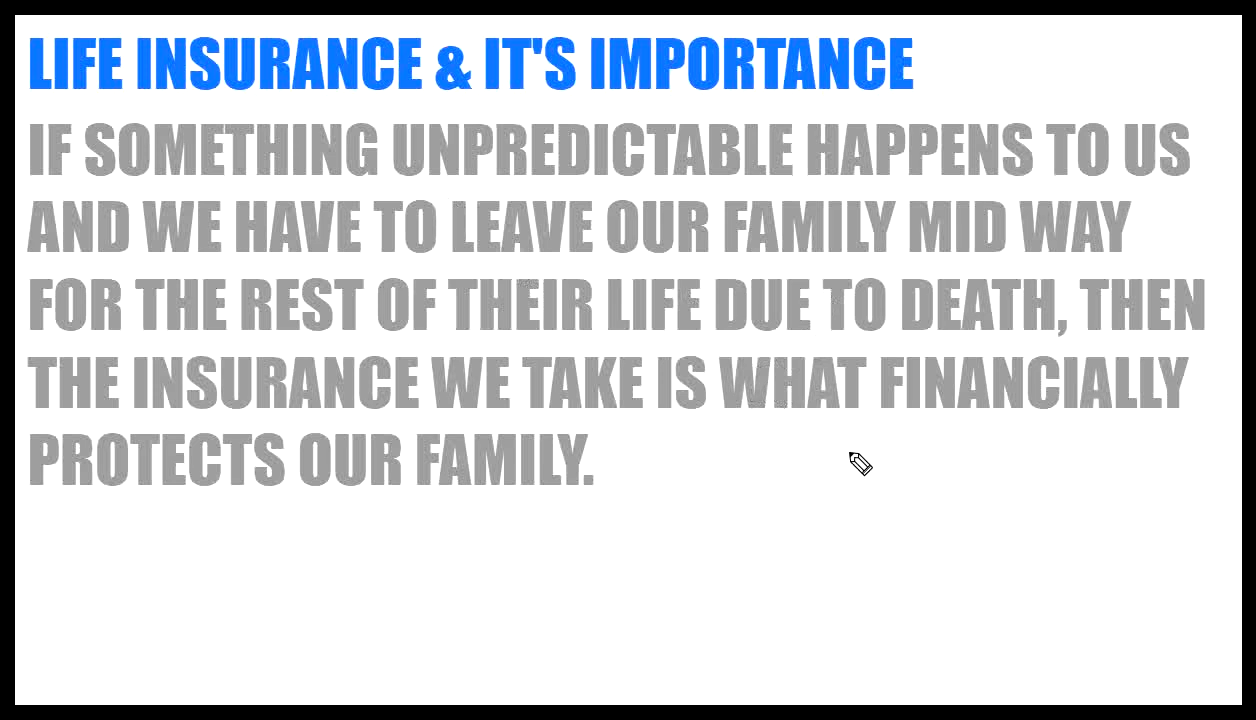 LIFE INSURANCE & IT'S IMPORTANCE
IF SOMETHING UNPREDICTABLE HAPPENS TO US
AND WE HAVE TO LEAVE OUR FAMILY MID WAY
FOR THE REST OF THEIR LIFE DUE TO DEATH, THEN
THE INSURANCE WE TAKE IS WHAT FINANCIALLY
PROTECTS OUR FAMILY.